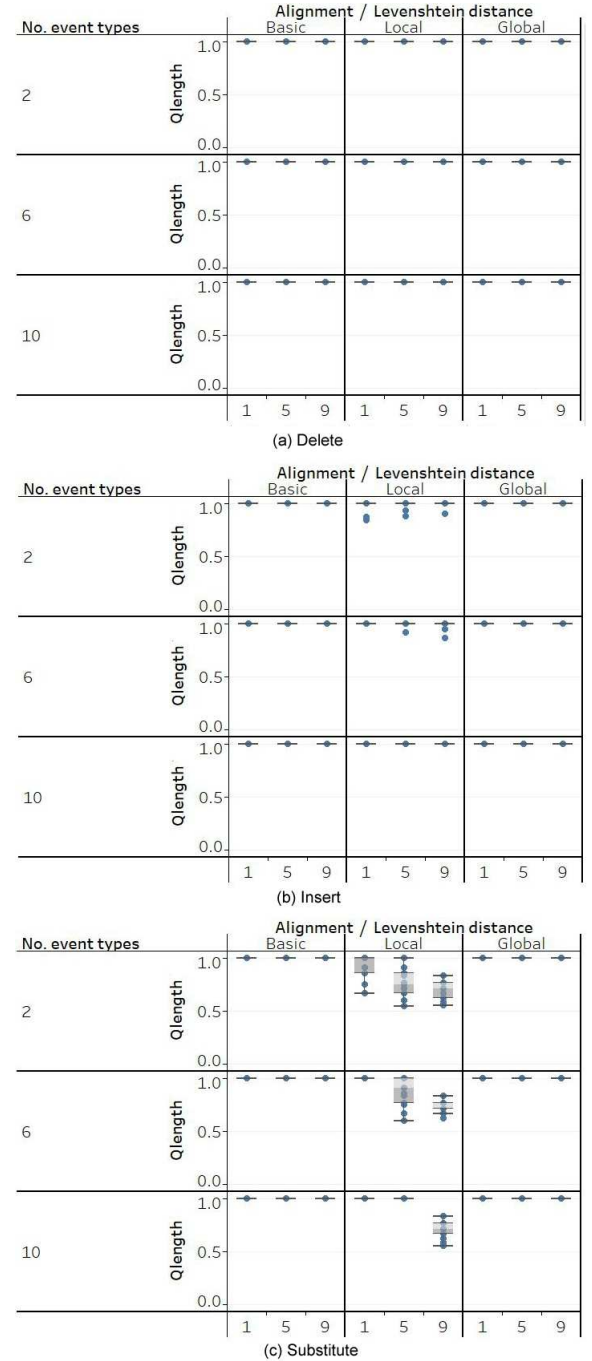 Alignment / Levenshtein distance
No. event types Basic Local Global
2 Qlength 1.0 0.5 0.0
6 Qlength 1.0 0.5 0.0
10 Qlength 1.0 0.5 0.0
1 5 9 1 5 9 1 5 9
(a) Delete
Alignment / Levenshtein distance
No. event types Basic Local Global
2 Qlength 1.0 0.5 0.0
6 Qlength 1.0 0.5 0.0
10 Qlength 1.0 0.5 0.0
1 5 9 1 5 9 1 5 9
(b) Insert
Alignment / Levenshtein distance
No. event types Basic Local Global
2 Qlength 1.0 0.5 0.0
6 Qlength 1.0 0.5 0.0
10 Qlength 1.0 0.5 0.0
1 5 9 1 5 9 1 5 9
(c) Substitute